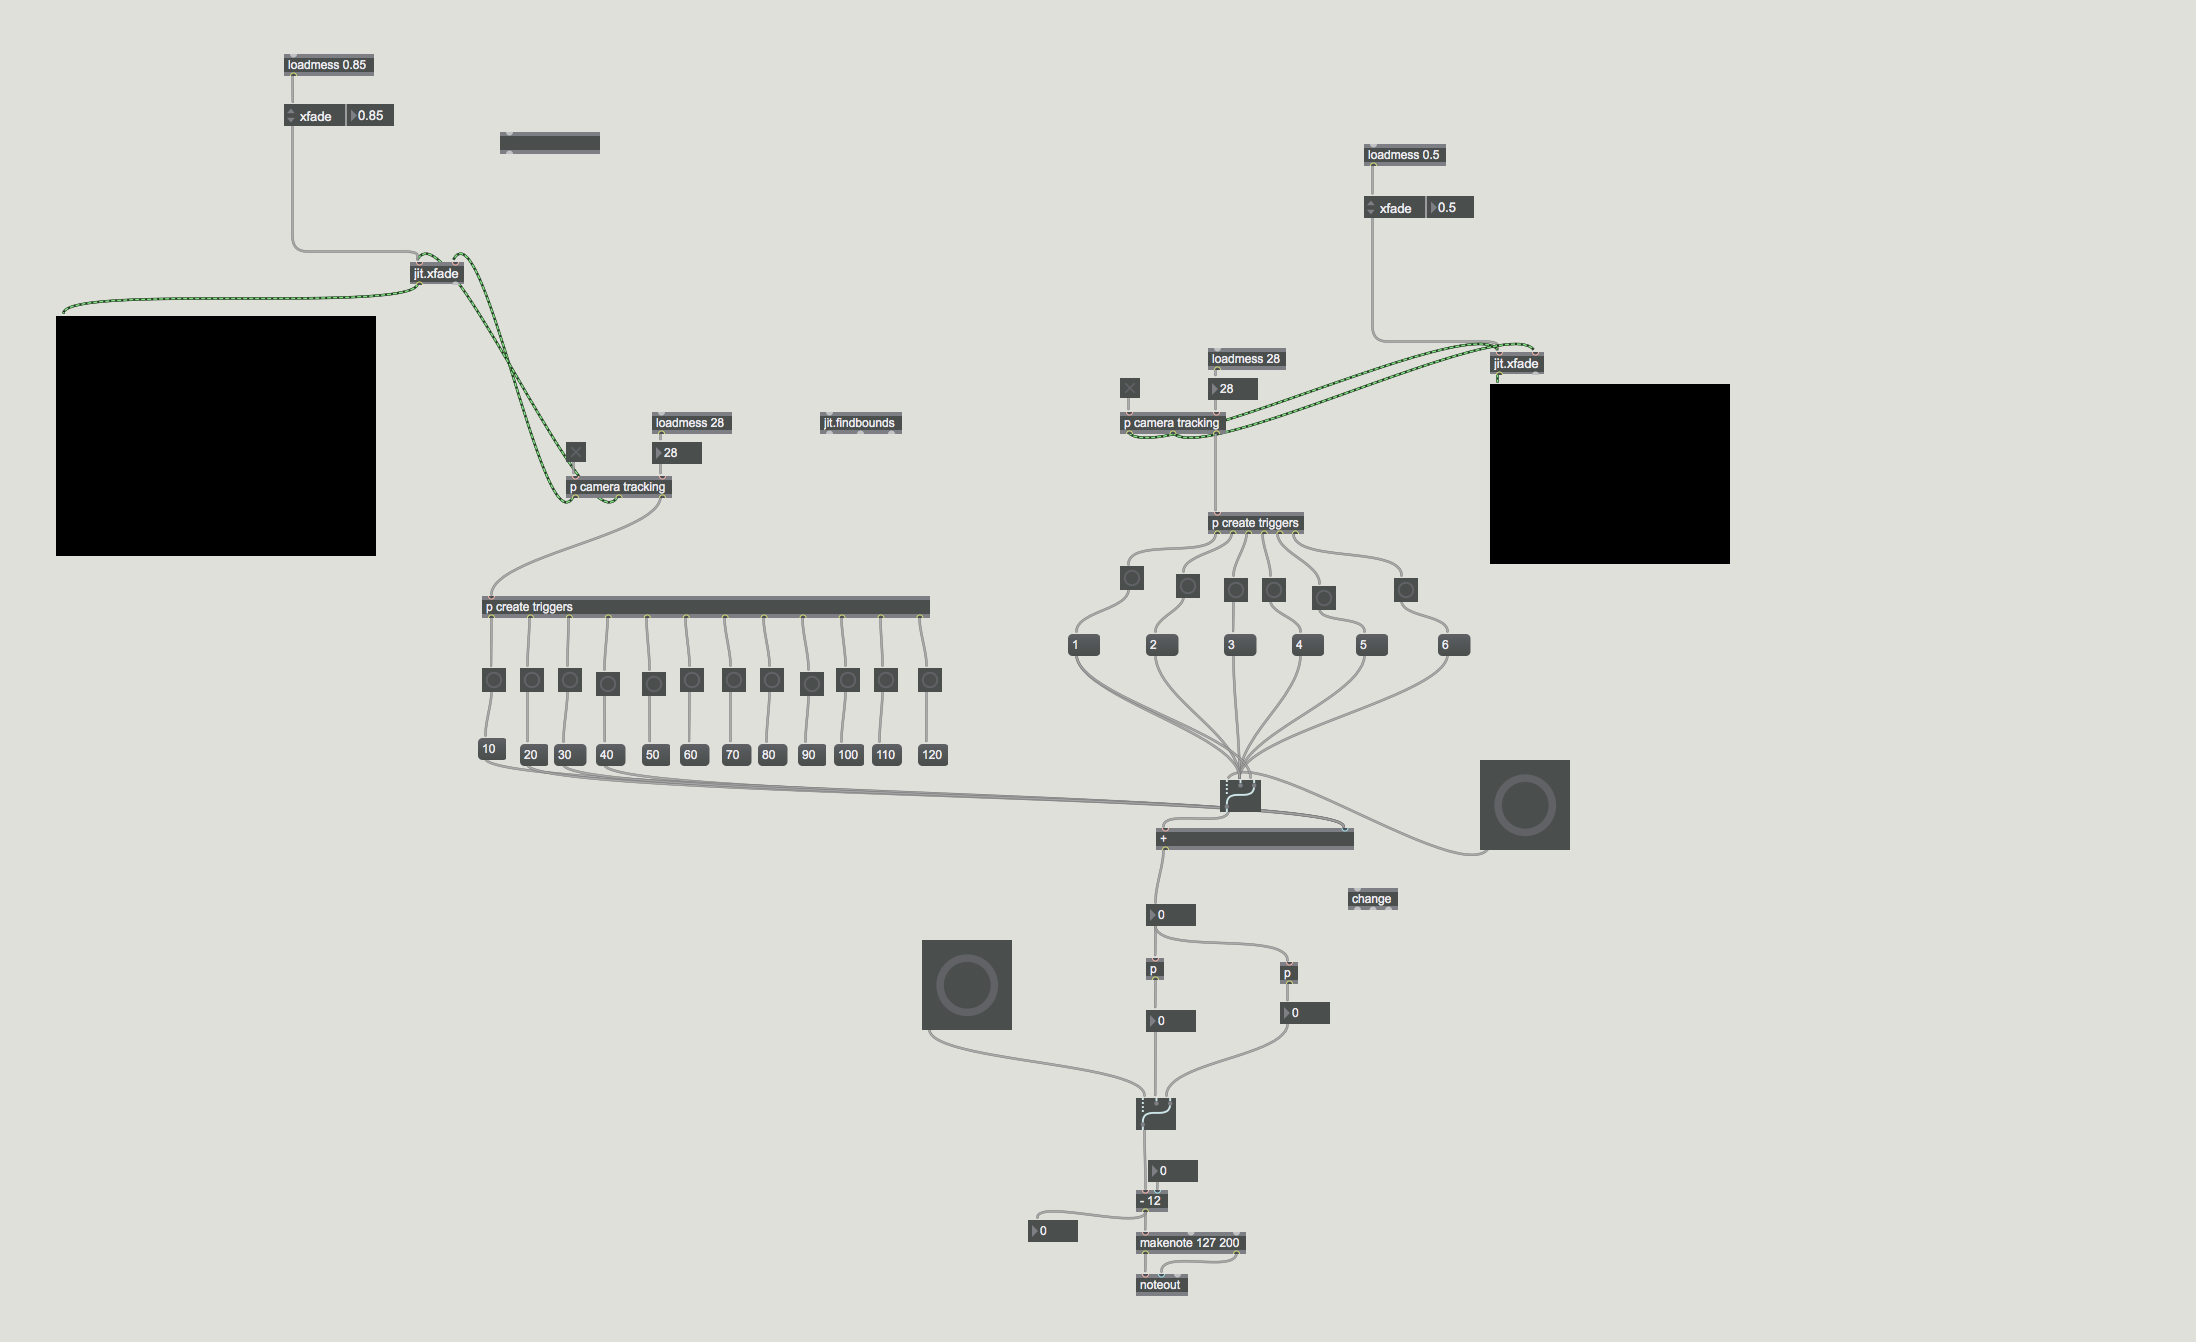 loadmess 0.85
xfade 0.85
loadmess 0.5
xfade 0.5
jit.xfade
loadmess 28
28
jit.xfade
loadmess 28
jit.findbounds
p camera tracking
28
p camera tracking
p create triggers
p create triggers
1 2 3 4 5 6
10 20 30 40 50 60 70 80 90 100 110 120
+
change
0
p
p
0
0
0
- 12
0
makenote 127 200
noteout